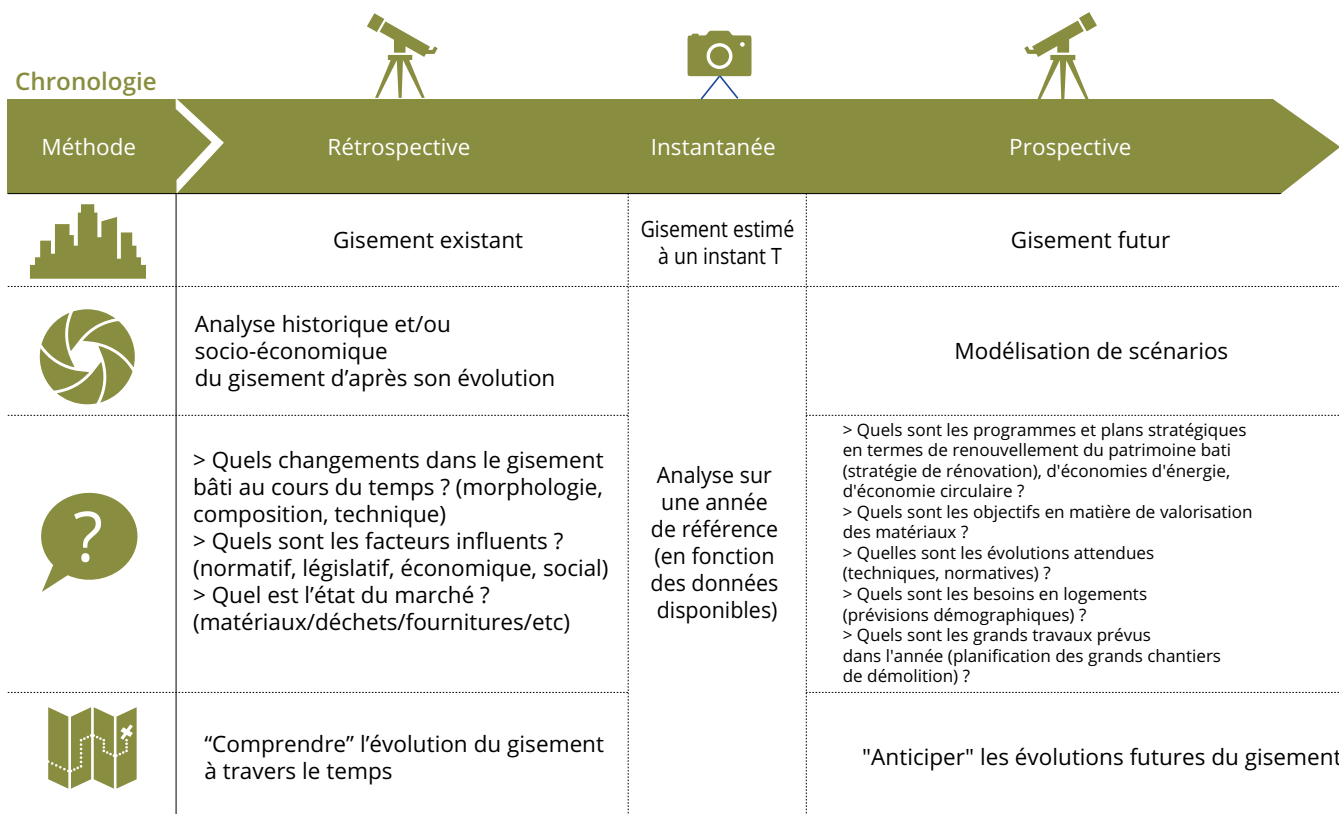 Chronologie
Méthode
Rétrospective
Instantanée
Prospective
Gisement existant
Gisement estimé
à un instant T
Gisement futur
Analyse historique et/ou
socio-économique
du gisement d’après son évolution
Modélisation de scénarios
> Quels changements dans le gisement
bâti au cours du temps ? (morphologie,
composition, technique)
> Quels sont les facteurs influents ?
(normatif, législatif, économique, social)
> Quel est l’état du marché ?
(matériaux/déchets/fournitures/etc)
?
Analyse sur
une année
de référence
(en fonction
des données
disponibles)
> Quels sont les programmes et plans stratégiques
en termes de renouvellement du patrimoine bati
(stratégie de rénovation), d'économies d'énergie,
d'économie circulaire ?
> Quels sont les objectifs en matière de valorisation
des matériaux ?
> Quelles sont les évolutions attendues
(techniques, normatives) ?
> Quels sont les besoins en logements
(prévisions démographiques) ?
> Quels sont les grands travaux prévus
dans l'année (planification des grands chantiers
de démolition) ?
“Comprendre” l’évolution du gisement
à travers le temps
"Anticiper" les évolutions futures du gisement